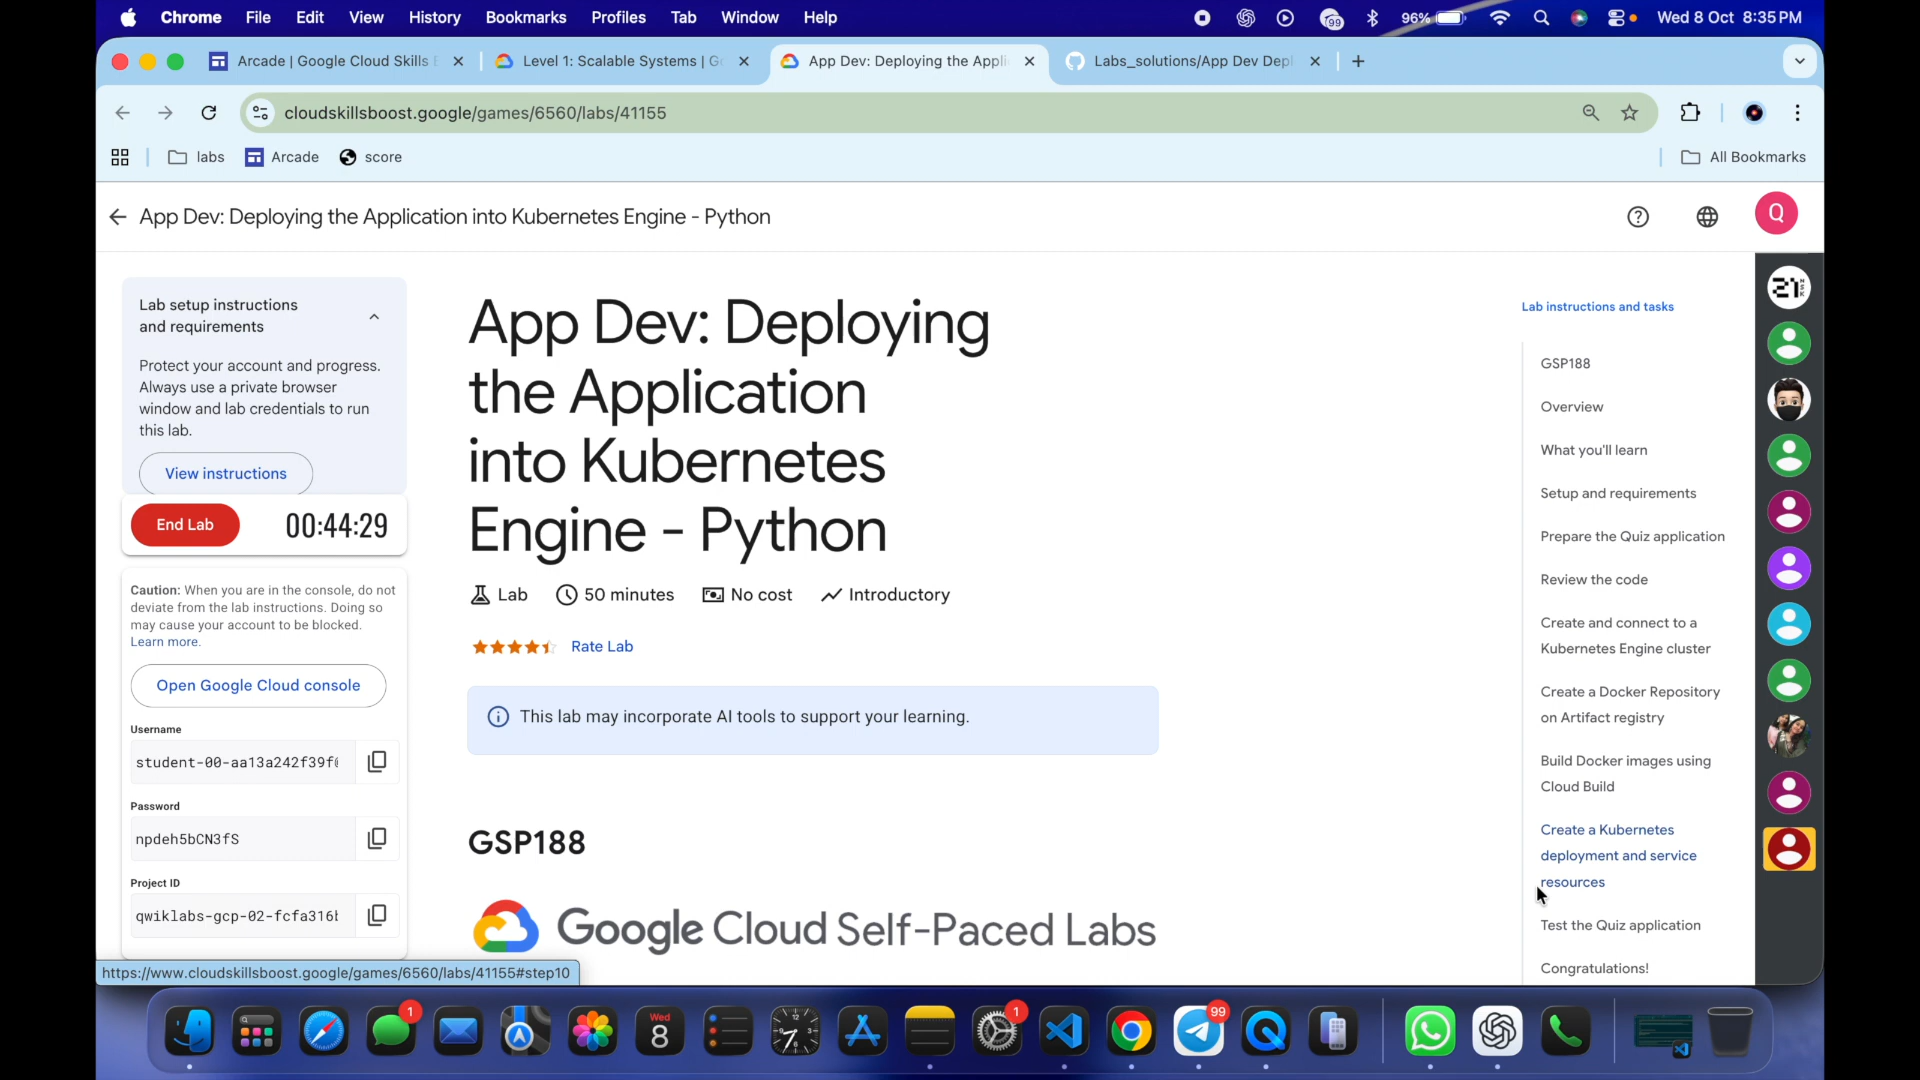 Chrome File Edit View History Bookmarks Profiles Tab Window Help
99 96% Wed 8 Oct 8:35 PM
Arcade | Google Cloud Skills
Level 1: Scalable Systems | G
App Dev: Deploying the Appli
Labs_solutions/App Dev Depl
cloudskillsboost.google/games/6560/labs/41155
labs Arcade score All Bookmarks
App Dev: Deploying the Application into Kubernetes Engine - Python
Q
Lab setup instructions
and requirements
Protect your account and progress.
Always use a private browser
window and lab credentials to run
this lab.
View instructions
End Lab 00:44:29
Caution: When you are in the console, do not
deviate from the lab instructions. Doing so
may cause your account to be blocked.
Learn more.
Open Google Cloud console
Username
student-00-aa13a242f39f
Password
npdeh5bCN3fS
Project ID
qwiklabs-gcp-02-fcfa316
https://www.cloudskillsboost.google/games/6560/labs/41155#step10
App Dev: Deploying
the Application
into Kubernetes
Engine - Python
Lab 50 minutes No cost Introductory
Rate Lab
This lab may incorporate AI tools to support your learning.
GSP188
Google Cloud Self-Paced Labs
Lab instructions and tasks
GSP188
Overview
What you'll learn
Setup and requirements
Prepare the Quiz application
Review the code
Create and connect to a
Kubernetes Engine cluster
Create a Docker Repository
on Artifact registry
Build Docker images using
Cloud Build
Create a Kubernetes
deployment and service
resources
Test the Quiz application
Congratulations!
21
1
Wed
8
1
99